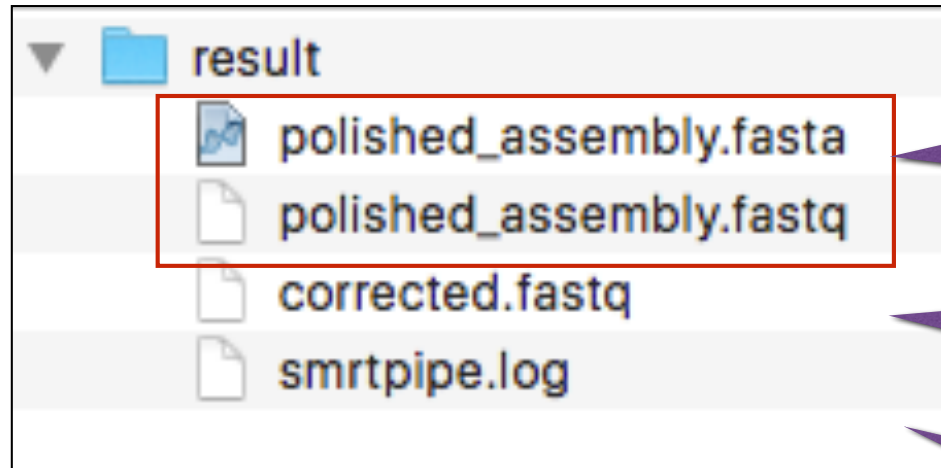 result
polished_assembly.fasta
polished_assembly.fastq
corrected.fastq
smrtpipe.log